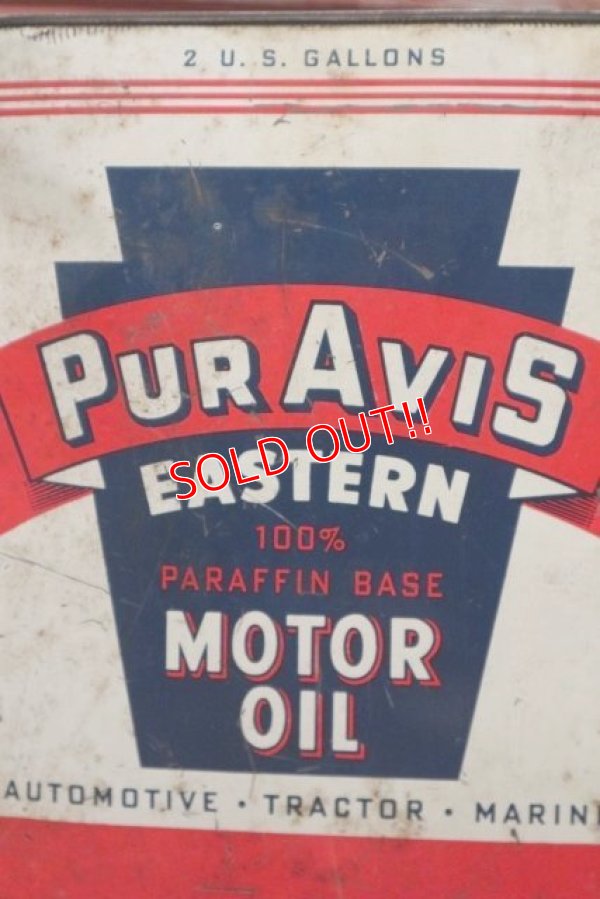 2 U. S. GALLONS
PUR AVIS
SOLD OUT!!
EASTERN
100%
PARAFFIN BASE
MOTOR
OIL
AUTOMOTIVE • TRACTOR • MARIN